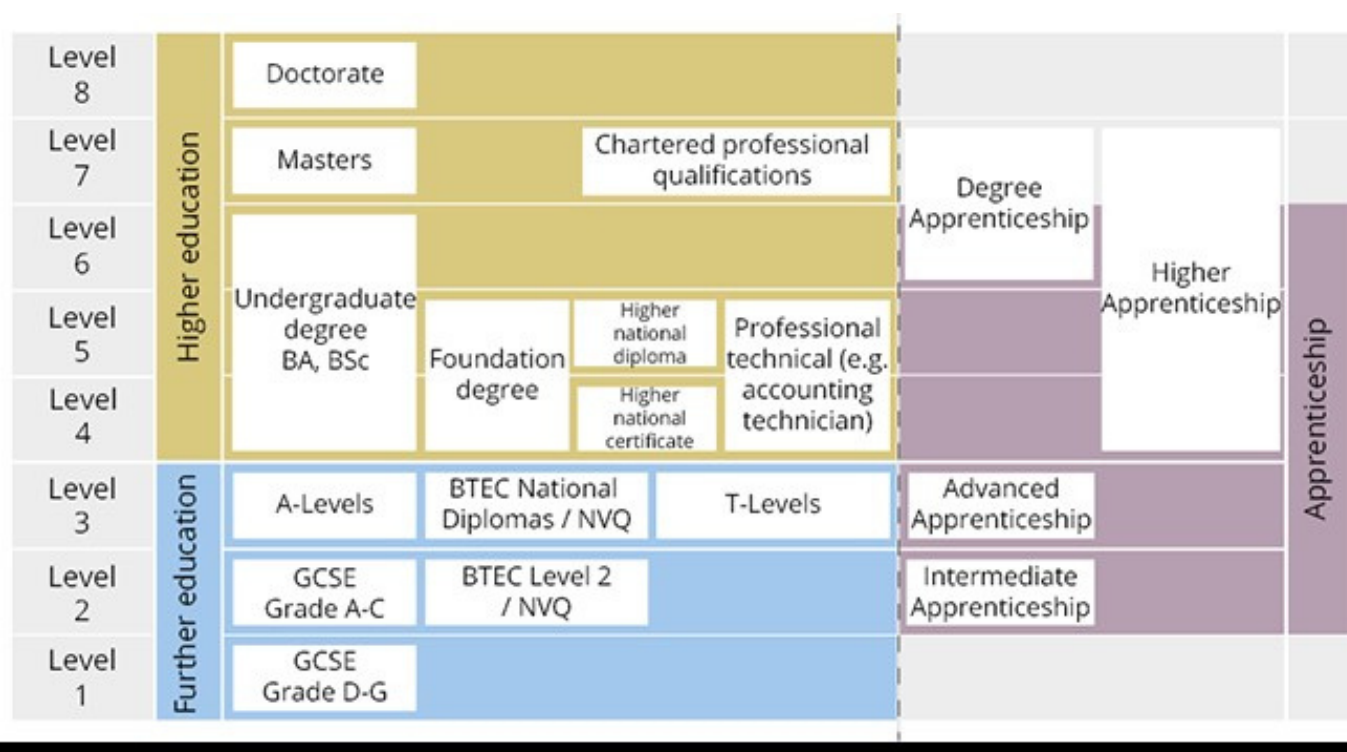 Level
8
Doctorate
Level
7
Masters
Chartered professional
qualifications
Degree
Apprenticeship
Level
6
Higher
Apprenticeship
Undergraduate
degree
BA, BSc
Higher education
Level
5
Foundation
degree
Higher
national
diploma
Professional
technical (e.g.
accounting
technician)
Level
4
Higher
national
certificate
Apprenticeship
Level
3
A-Levels
BTEC National
Diplomas / NVQ
T-Levels
Advanced
Apprenticeship
Further education
Level
2
GCSE
Grade A-C
BTEC Level 2
/ NVQ
Intermediate
Apprenticeship
Level
1
GCSE
Grade D-G